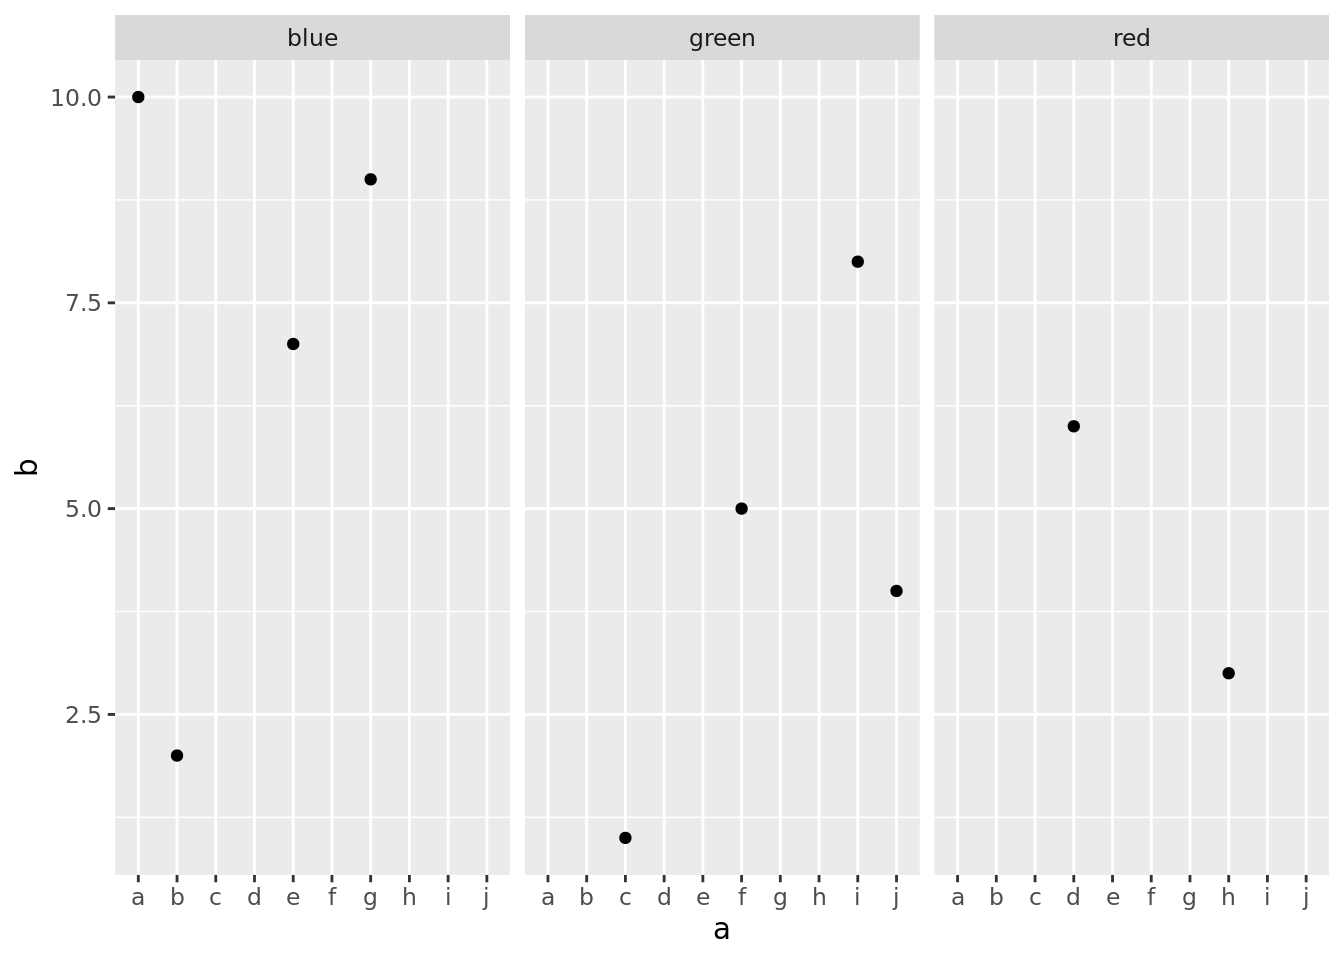 blue green red
10.0
7.5
5.0
2.5
b
a b c d e f g h i j a b c d e f g h i j a b c d e f g h i j
a